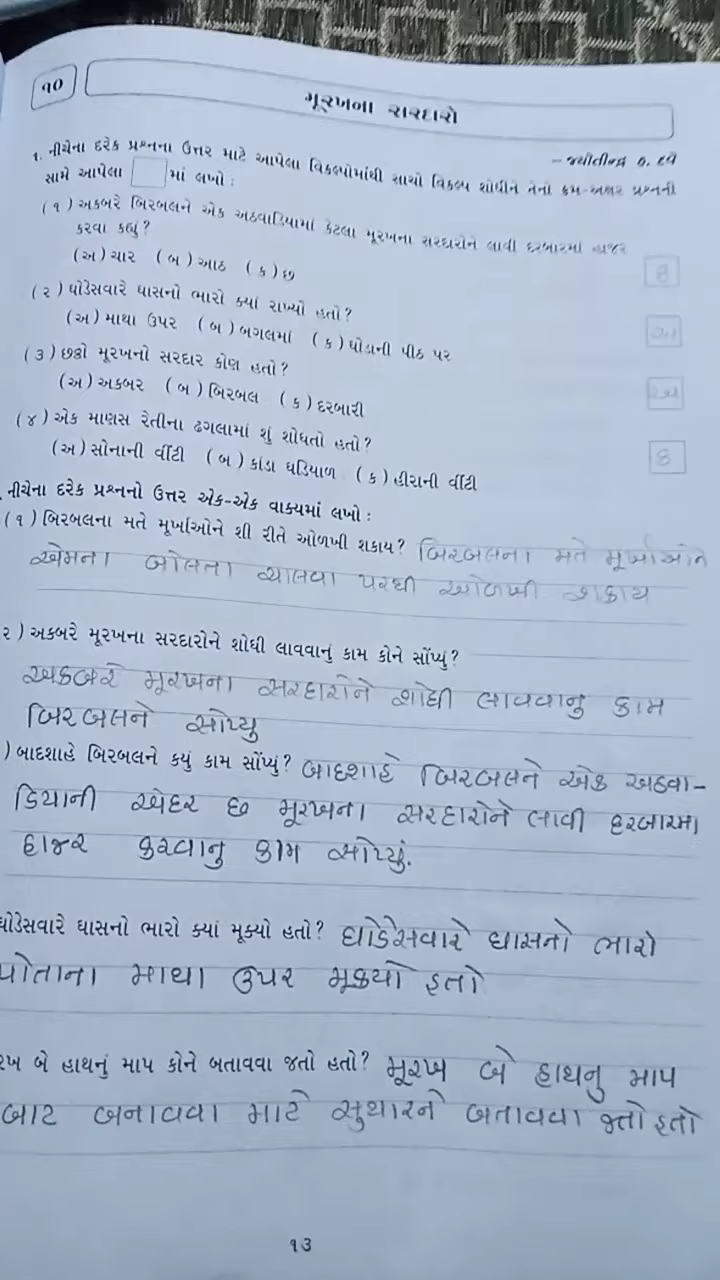 ૧૦
મૂરખના સરદારો
– જ્યોતીન્દ્ર હ. દવે
૧. નીચેના દરેક પ્રશ્નના ઉત્તર માટે આપેલા વિકલ્પોમાંથી સાચો વિકલ્પ શોધીને તેનો ક્રમ-અક્ષર પ્રશ્નની
સામે આપેલા માં લખો :
(૧) અકબરે બિરબલને એક અઠવાડિયામાં કેટલા મૂરખના સરદારોને લાવી દરબારમાં હાજર
કરવા કહ્યું?
(અ) ચાર (બ) આઠ (ક) છ
ક
(૨) ઘોડેસવારે ઘાસનો ભારો ક્યાં રાખ્યો હતો?
(અ) માથા ઉપર (બ) બગલમાં (ક) ઘોડાની પીઠ પર
અ
(૩) છઠ્ઠો મૂરખનો સરદાર કોણ હતો?
(અ) અકબર (બ) બિરબલ (ક) દરબારી
અ
(૪) એક માણસ રેતીના ઢગલામાં શું શોધતો હતો?
(અ) સોનાની વીંટી (બ) કાંડા ઘડિયાળ (ક) હીરાની વીંટી
ક
નીચેના દરેક પ્રશ્નનો ઉત્તર એક-એક વાક્યમાં લખો :
(૧) બિરબલના મતે મૂર્ખાઓને શી રીતે ઓળખી શકાય? બિરબલના મતે મૂર્ખાઓને
એમના બોલતા ચાલવા પરથી ઓળખી શકાય
૨) અકબરે મૂરખના સરદારોને શોધી લાવવાનું કામ કોને સોંપ્યું?
અકબરે મૂરખના સરદારોને શોધી લાવવાનુ કામ
બિરબલને સોપ્યુ
) બાદશાહે બિરબલને કયું કામ સોંપ્યું? બાદશાહે બિરબલને એક અઠવા-
ડિયાની અંદર છ મૂરખના સરદારોને લાવી દરબારમાં
હાજર કરવાનુ કામ સોપ્યું.
ઘોડેસવારે ઘાસનો ભારો ક્યાં મૂક્યો હતો? ઘોડેસવારે ઘાસનો ભારો
પોતાના માથા ઉપર મૂક્યો હતો
રખ બે હાથનું માપ કોને બતાવવા જતો હતો? મૂરખ બે હાથનુ માપ
બાટ બનાવવા માટે સુથારને બતાવવા જતો હતો
૧૩